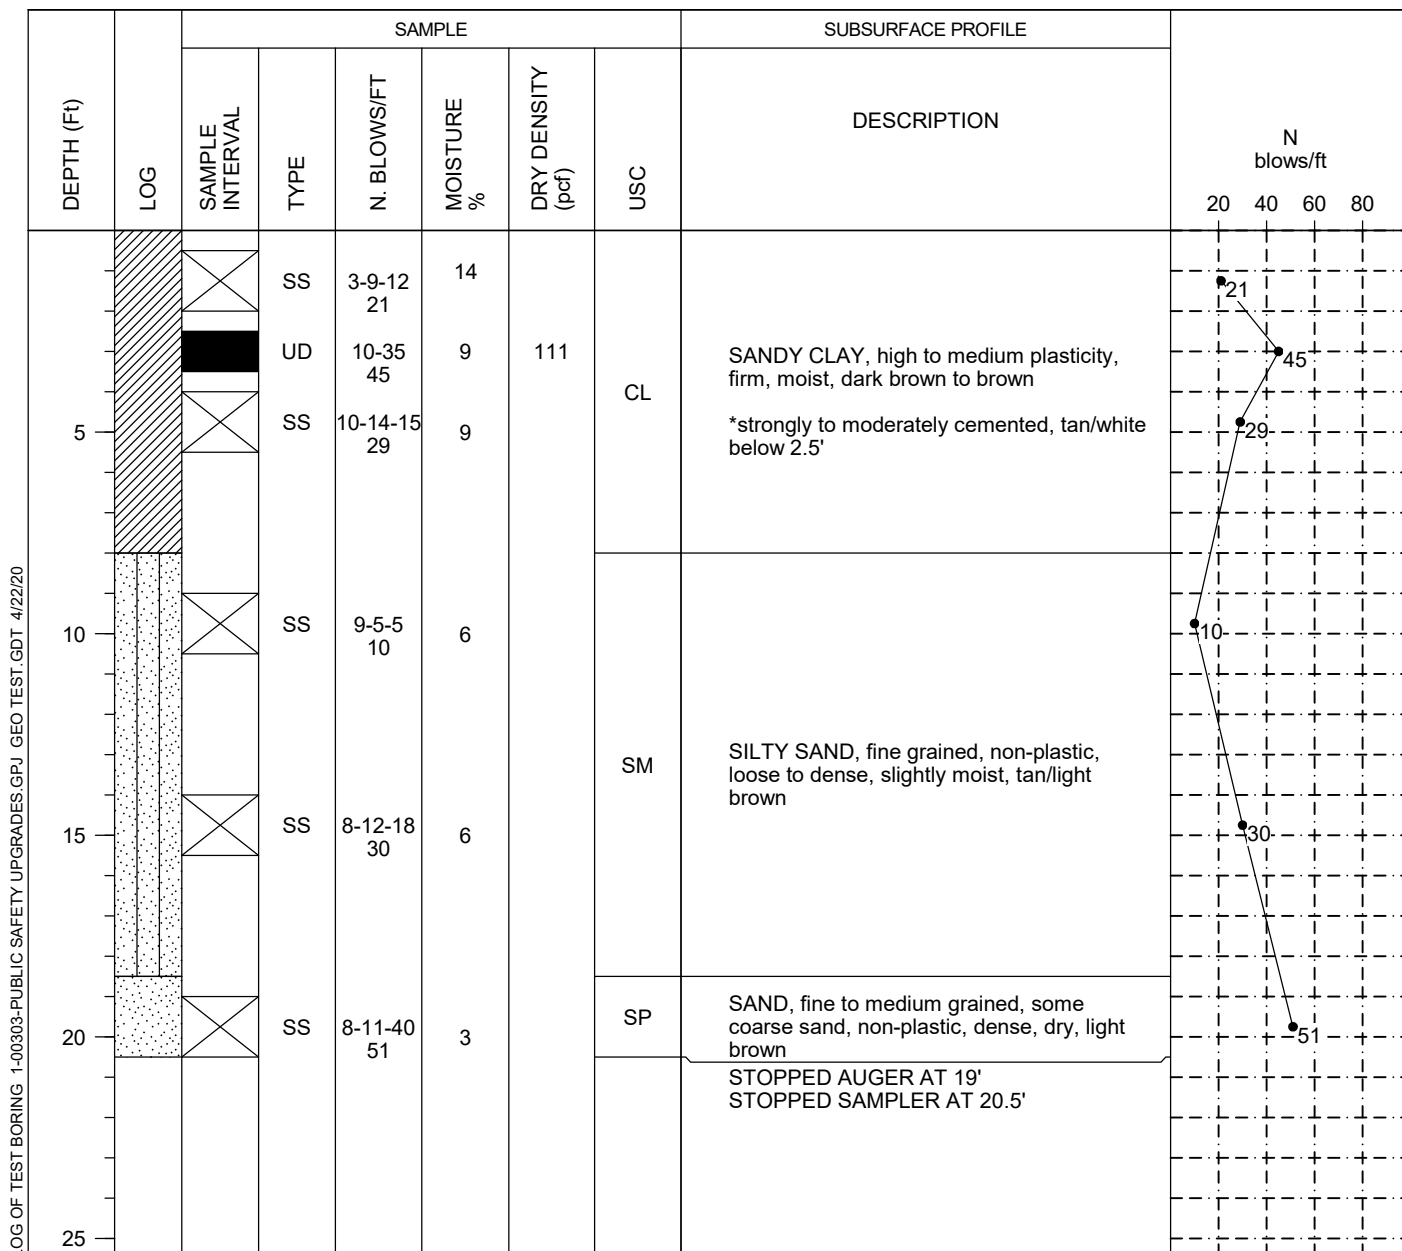 SAMPLE
SUBSURFACE PROFILE
DEPTH (Ft)
LOG
SAMPLE
INTERVAL
TYPE
N. BLOWS/FT
MOISTURE
%
DRY DENSITY
(pcf)
USC
DESCRIPTION
N
blows/ft
20 40 60 80
SS 3-9-12 14
21
21
UD 10-35 9 111
45
45
SS 10-14-15 9
29
29
5
CL
SANDY CLAY, high to medium plasticity,
firm, moist, dark brown to brown
*strongly to moderately cemented, tan/white
below 2.5'
10
SS 9-5-5 6
10
10
SM
SILTY SAND, fine grained, non-plastic,
loose to dense, slightly moist, tan/light
brown
15
SS 8-12-18 6
30
30
20
SS 8-11-40 3
51
51
SP
SAND, fine to medium grained, some
coarse sand, non-plastic, dense, dry, light
brown
STOPPED AUGER AT 19'
STOPPED SAMPLER AT 20.5'
25
LOG OF TEST BORING 1-00303-PUBLIC SAFETY UPGRADES.GPJ GEO TEST.GDT 4/22/20